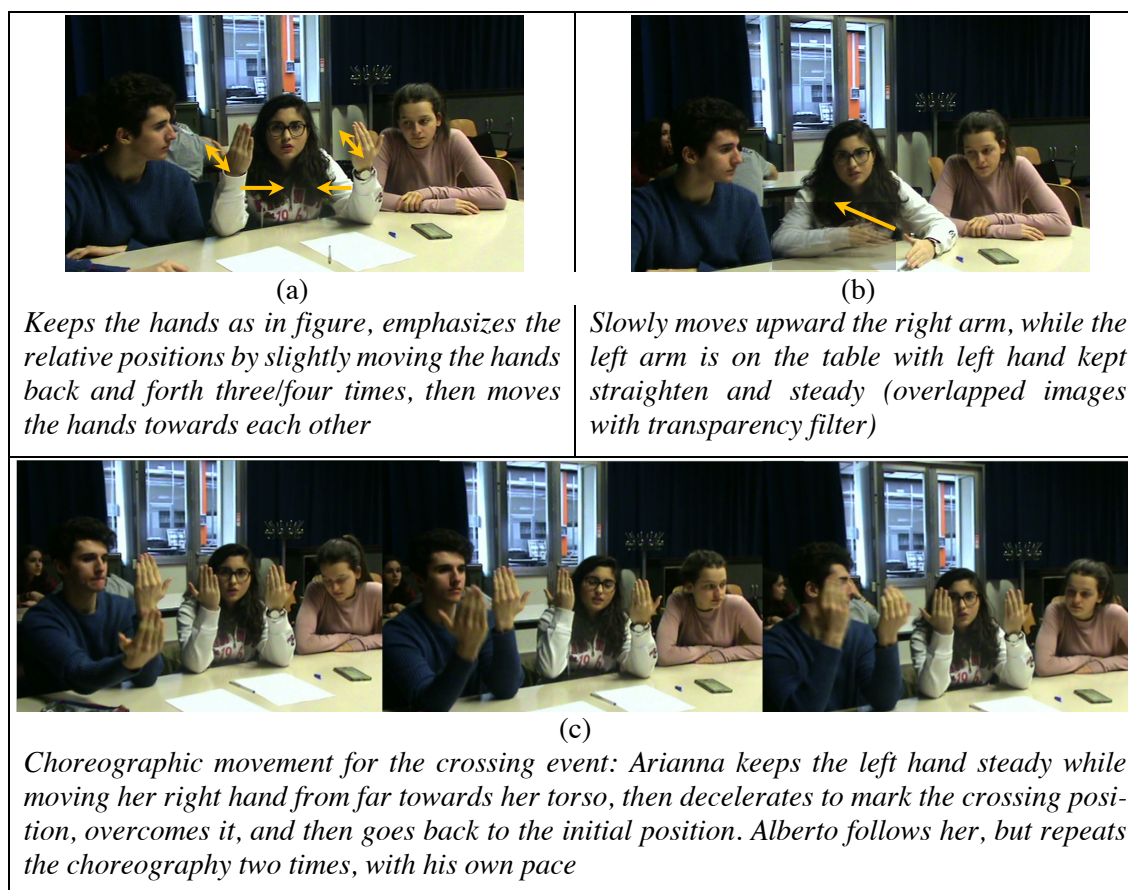 (a)
Keeps the hands as in figure, emphasizes the
relative positions by slightly moving the hands
back and forth three/four times, then moves
the hands towards each other
(b)
Slowly moves upward the right arm, while the
left arm is on the table with left hand kept
straighten and steady (overlapped images
with transparency filter)
(c)
Choreographic movement for the crossing event: Arianna keeps the left hand steady while
moving her right hand from far towards her torso, then decelerates to mark the crossing posi-
tion, overcomes it, and then goes back to the initial position. Alberto follows her, but repeats
the choreography two times, with his own pace